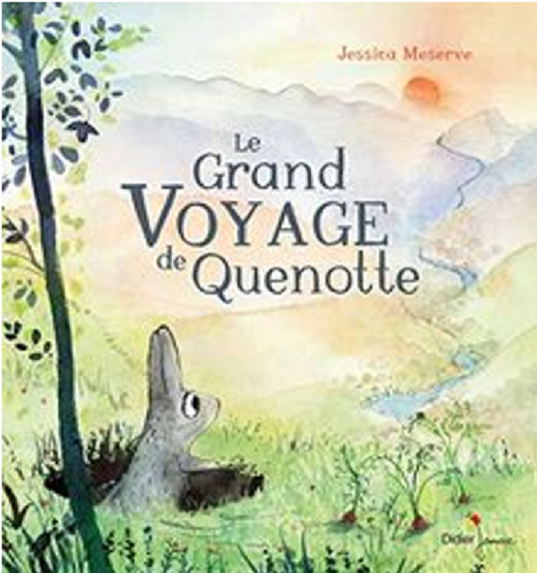 Jessica Meserve
Le
Grand
VOYAGE
de Quenotte
Didier Jeunesse